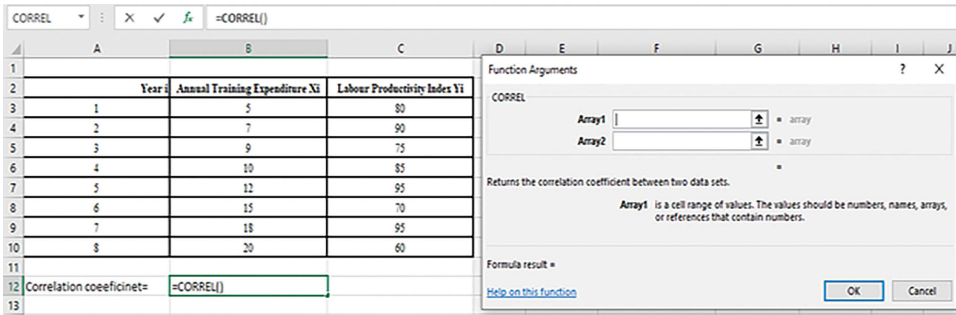 CORREL fx =CORREL()
A B C D E F G H I J
1
2 Year i Annual Training Expenditure Xi Labour Productivity Index Yi
3 1 5 80
4 2 7 90
5 3 9 75
6 4 10 85
7 5 12 95
8 6 15 70
9 7 18 95
10 8 20 60
11
12 Correlation coeeficinet= =CORREL()
13
Function Arguments ? X
CORREL
Array1 = array
Array2 = array
=
Returns the correlation coefficient between two data sets.
Array1 is a cell range of values. The values should be numbers, names, arrays,
or references that contain numbers.
Formula result =
Help on this function OK Cancel